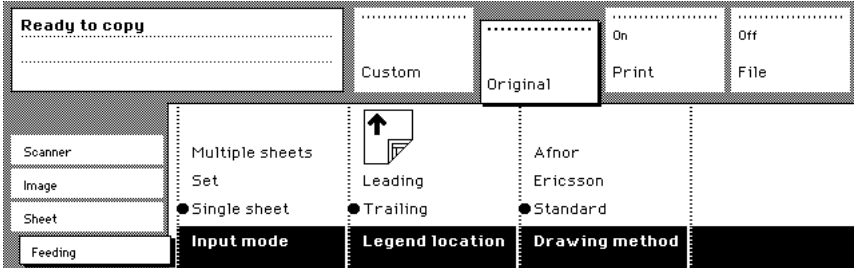 Ready to copy
Custom
Original
On
Print
Off
File
Scanner
Image
Sheet
Feeding
Multiple sheets
Set
Single sheet
Input mode
Leading
Trailing
Legend location
Afnor
Ericsson
Standard
Drawing method